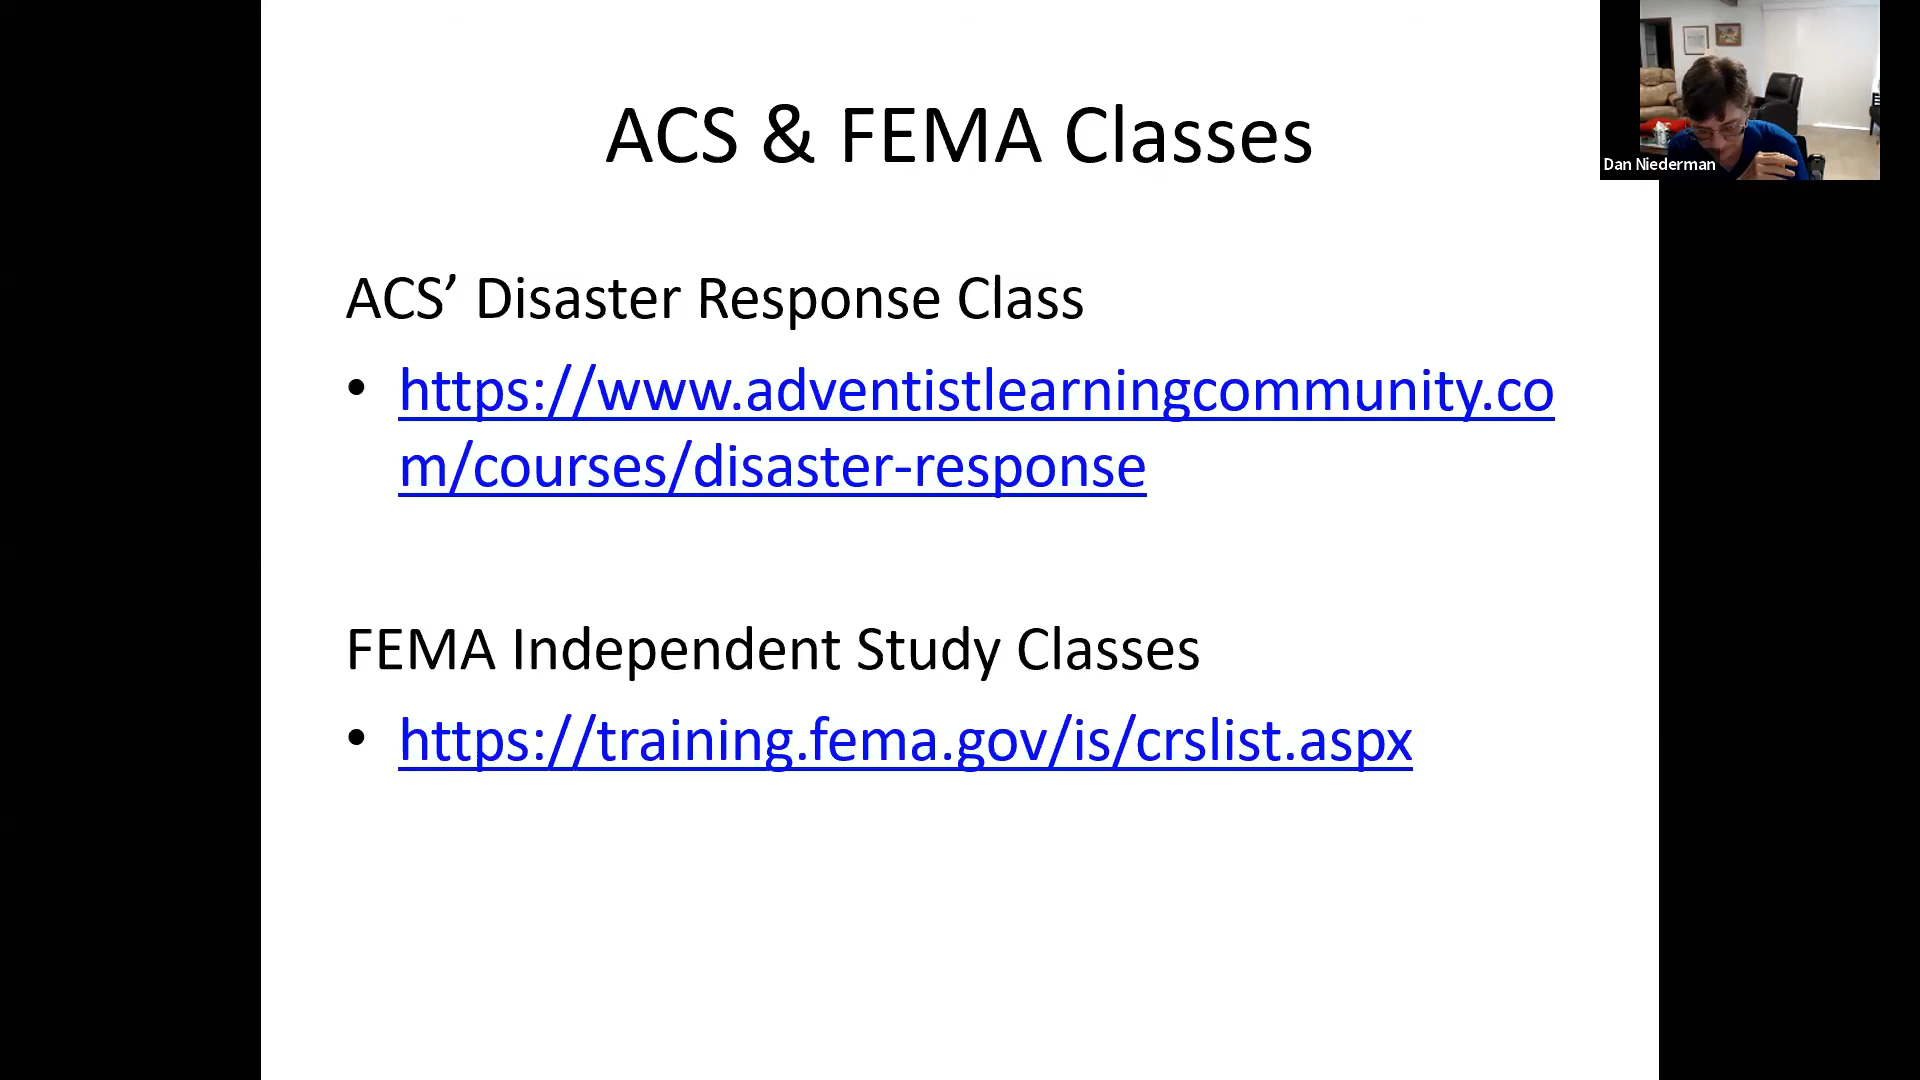 ACS & FEMA Classes
Dan Niederman
ACS’ Disaster Response Class
• https://www.adventistlearningcommunity.co
m/courses/disaster-response
FEMA Independent Study Classes
• https://training.fema.gov/is/crslist.aspx